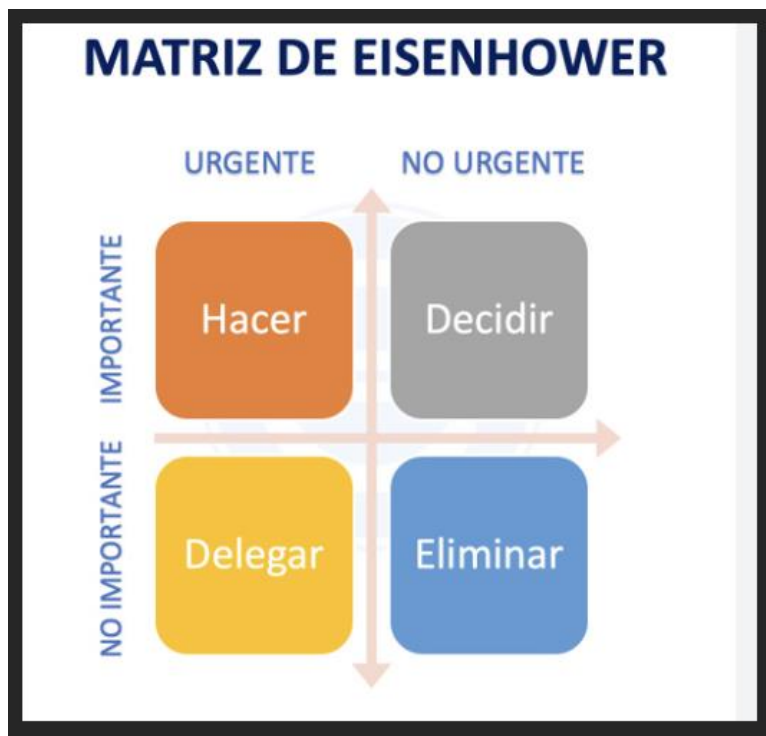 MATRIZ DE EISENHOWER
URGENTE
NO URGENTE
IMPORTANTE
Hacer
Decidir
NO IMPORTANTE
Delegar
Eliminar